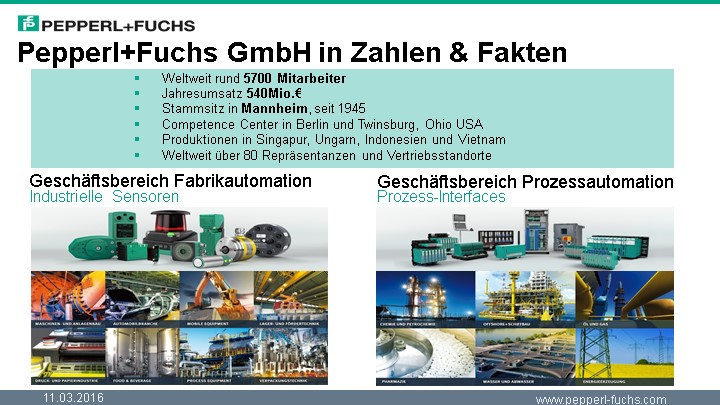 PEPPERL+FUCHS
Pepperl+Fuchs GmbH in Zahlen & Fakten
▪ Weltweit rund 5700 Mitarbeiter
▪ Jahresumsatz 540Mio.€
▪ Stammsitz in Mannheim, seit 1945
▪ Competence Center in Berlin und Twinsburg, Ohio USA
▪ Produktionen in Singapur, Ungarn, Indonesien und Vietnam
▪ Weltweit über 80 Repräsentanzen und Vertriebsstandorte
Geschäftsbereich Fabrikautomation
Industrielle Sensoren
MASCHINEN- UND ANLAGENBAU AUTOMOBILBRANCHE MOBILE EQUIPMENT LAGER- UND FÖRDERTECHNIK
DRUCK- UND PAPIERINDUSTRIE FOOD & BEVERAGE PROCESS EQUIPMENT VERPACKUNGSTECHNIK
Geschäftsbereich Prozessautomation
Prozess-Interfaces
CHEMIE UND PETROCHEMIE OFFSHORE+SCHIFFBAU ÖL UND GAS
PHARMAZIE WASSER UND ABWASSER ENERGIEERZEUGUNG
11.03.2016
www.pepperl-fuchs.com